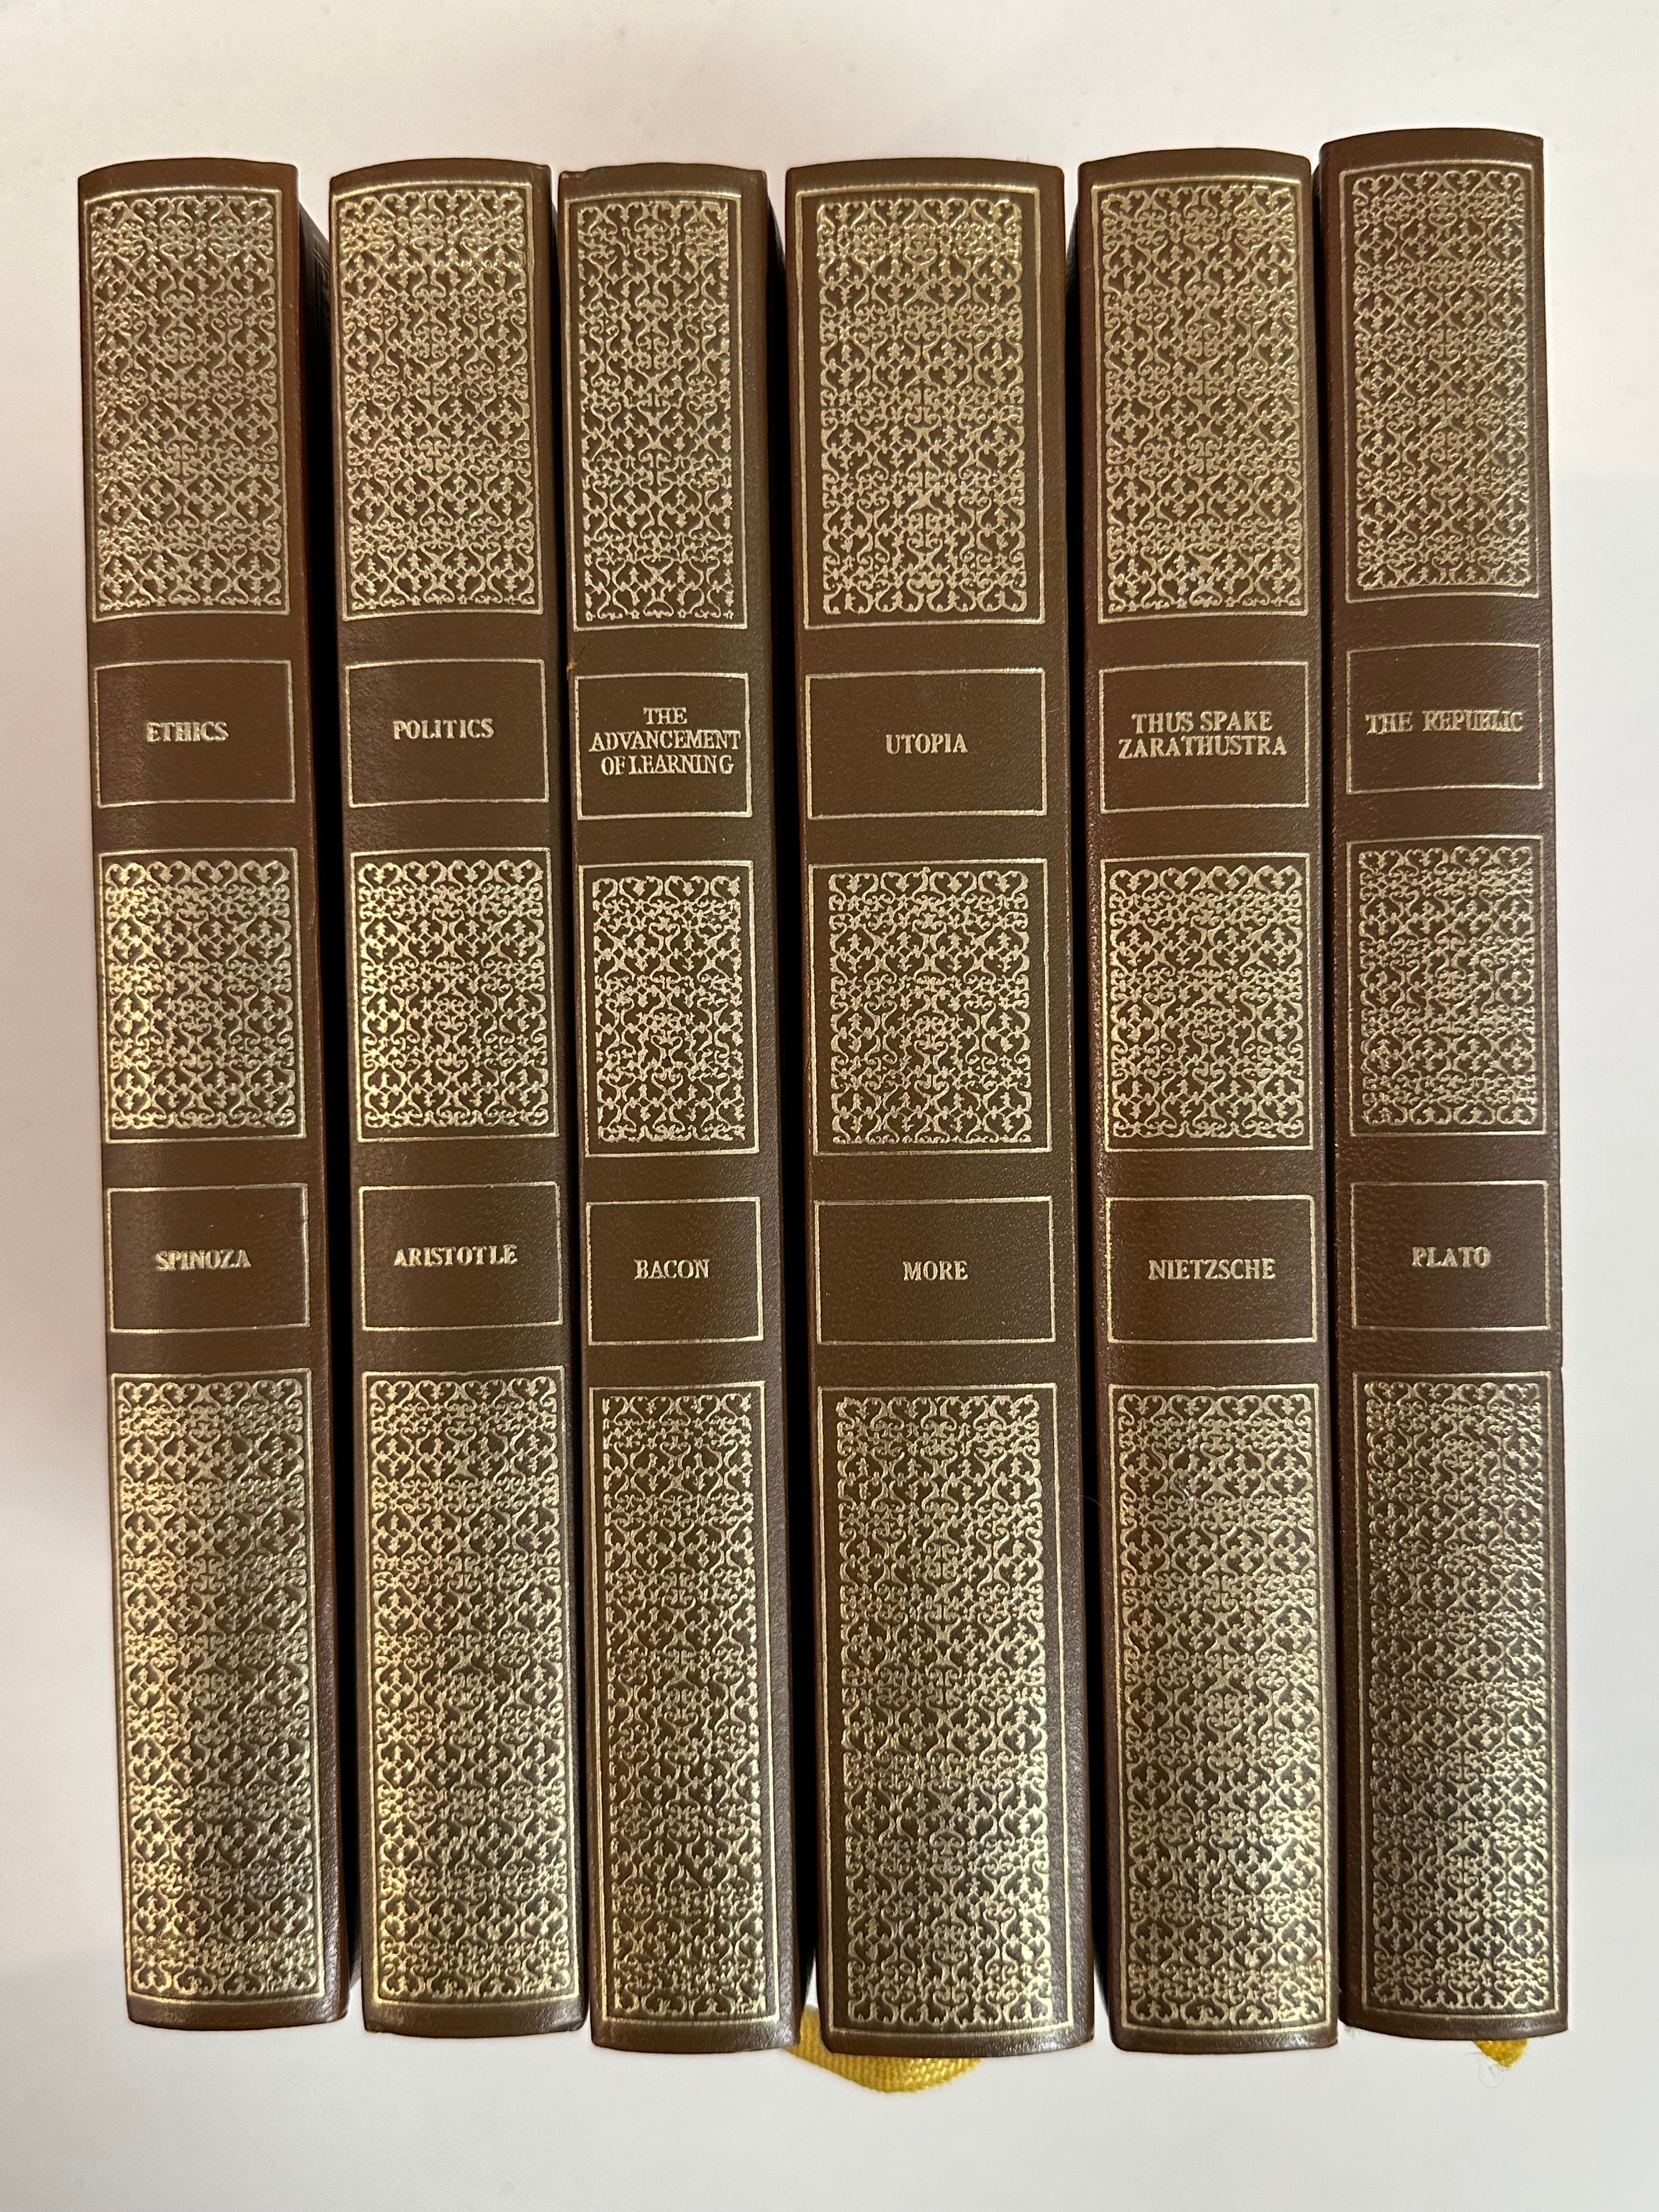 ETHICS
SPINOZA
POLITICS
ARISTOTLE
THE
ADVANCEMENT
OF LEARNING
BACON
UTOPIA
MORE
THUS SPAKE
ZARATHUSTRA
NIETZSCHE
THE REPUBLIC
PLATO